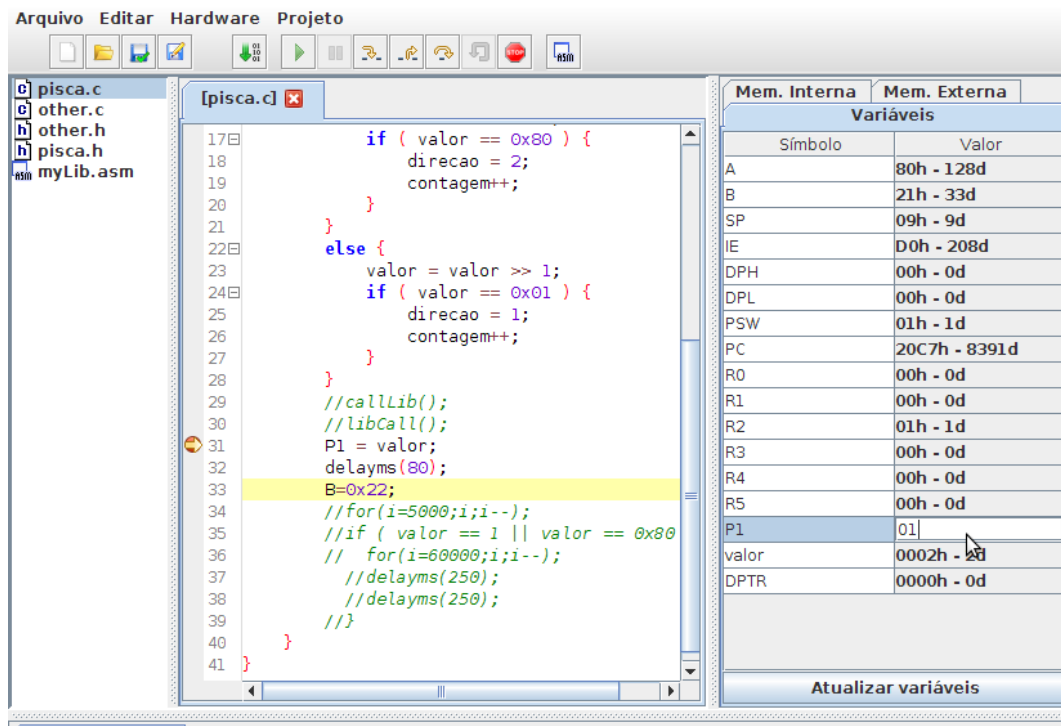 Arquivo Editar Hardware Projeto
01
10
01
STOP
ASM
pisca.c
other.c
other.h
pisca.h
myLib.asm
[pisca.c]
17 if ( valor == 0x80 ) {
18 direcao = 2;
19 contagem++;
20 }
21 }
22 else {
23 valor = valor >> 1;
24 if ( valor == 0x01 ) {
25 direcao = 1;
26 contagem++;
27 }
28 }
29 //callLib();
30 //libCall();
31 P1 = valor;
32 delayms(80);
33 B=0x22;
34 //for(i=5000;i;i--);
35 //if ( valor == 1 || valor == 0x80
36 // for(i=60000;i;i--);
37 //delayms(250);
38 //delayms(250);
39 //}
40 }
41 }
Mem. Interna Mem. Externa
Variáveis
Símbolo Valor
A 80h - 128d
B 21h - 33d
SP 09h - 9d
IE D0h - 208d
DPH 00h - 0d
DPL 00h - 0d
PSW 01h - 1d
PC 20C7h - 8391d
R0 00h - 0d
R1 00h - 0d
R2 01h - 1d
R3 00h - 0d
R4 00h - 0d
R5 00h - 0d
P1 01
valor 0002h - 2d
DPTR 0000h - 0d
Atualizar variáveis